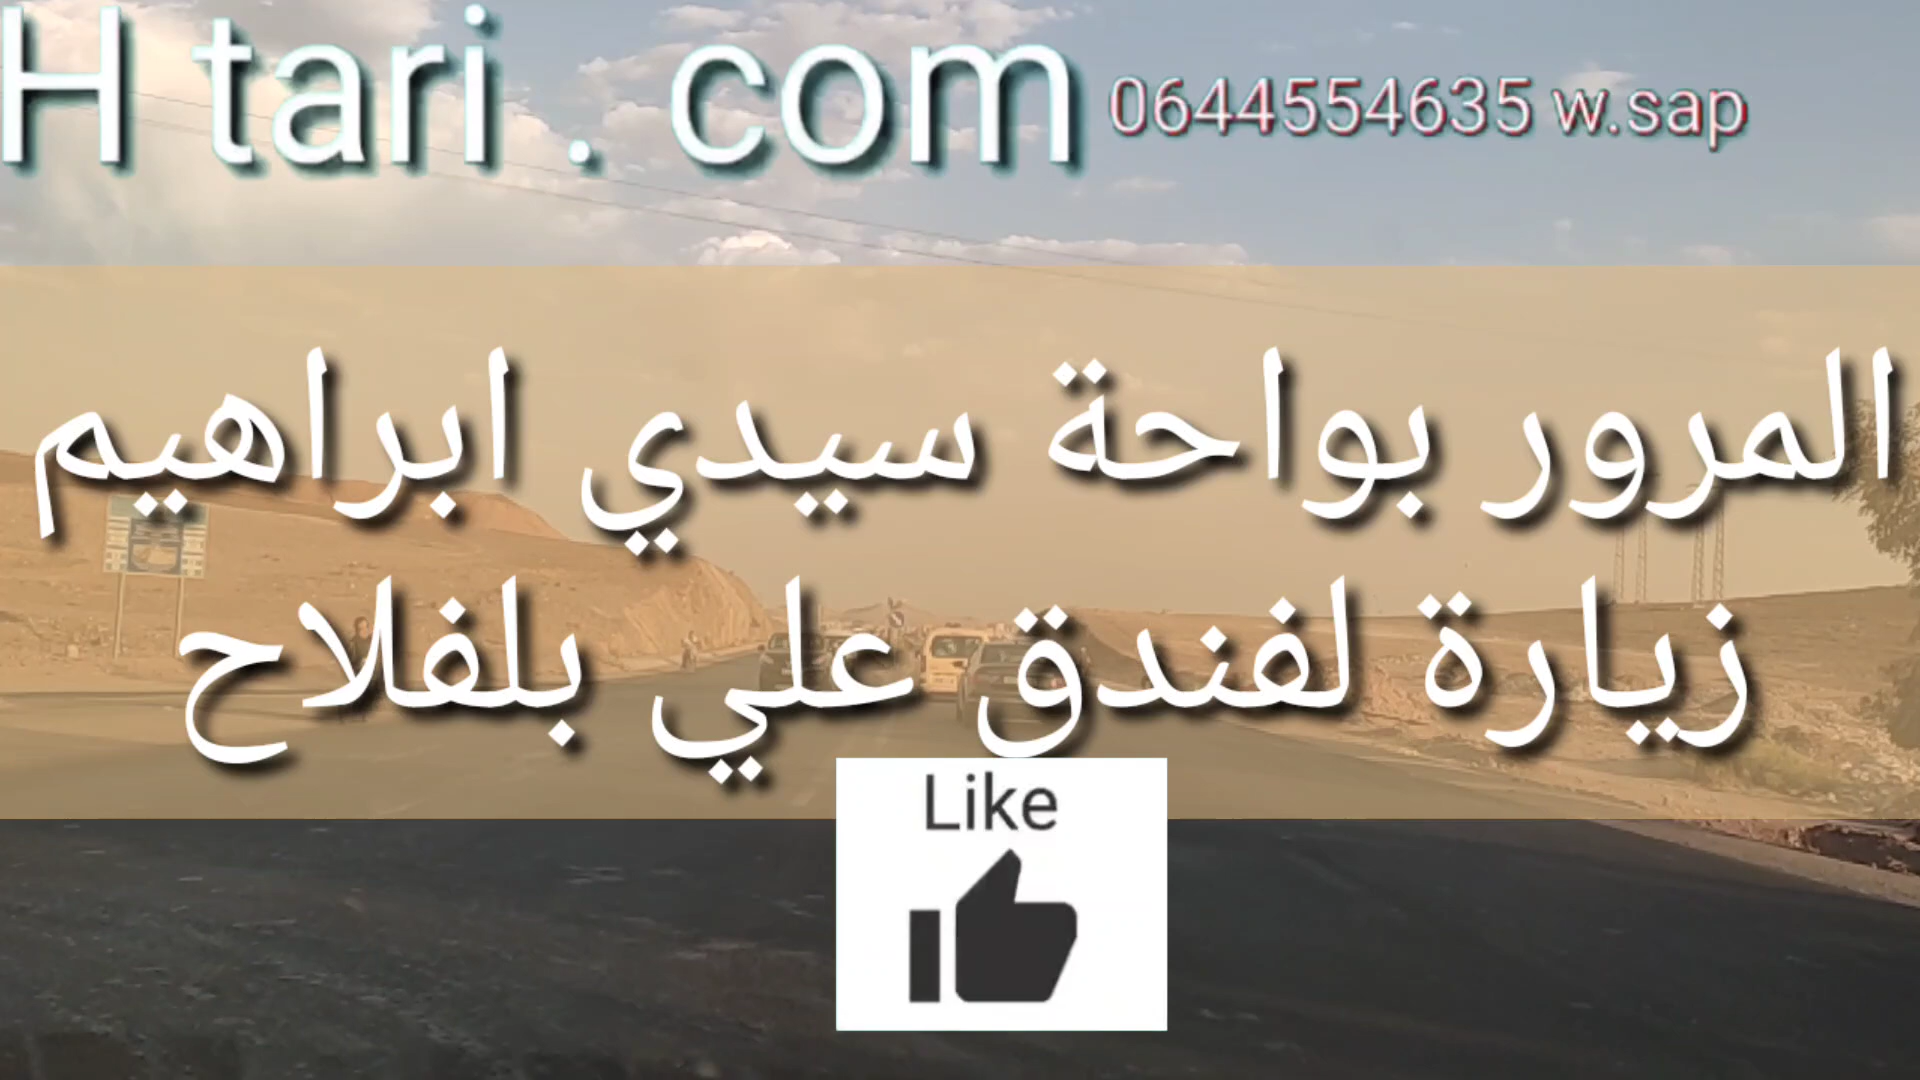 H tari . com
0644554635 w.sap
المرور بواحة سيدي ابراهيم
زيارة لفندق علي بلفلاح
Like